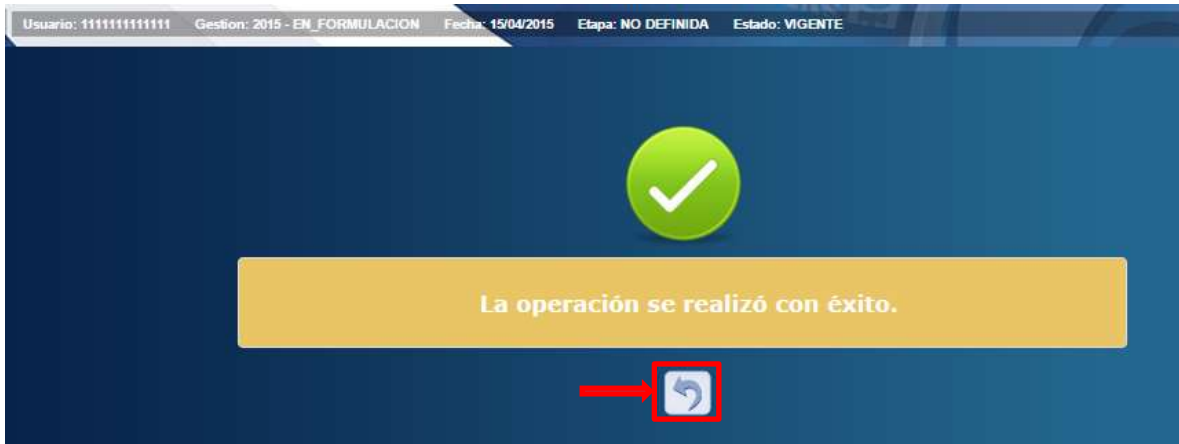 Usuario: 1111111111111 Gestion: 2015 - EN_FORMULACION Fecha: 15/04/2015 Etapa: NO DEFINIDA Estado: VIGENTE
La operación se realizó con éxito.